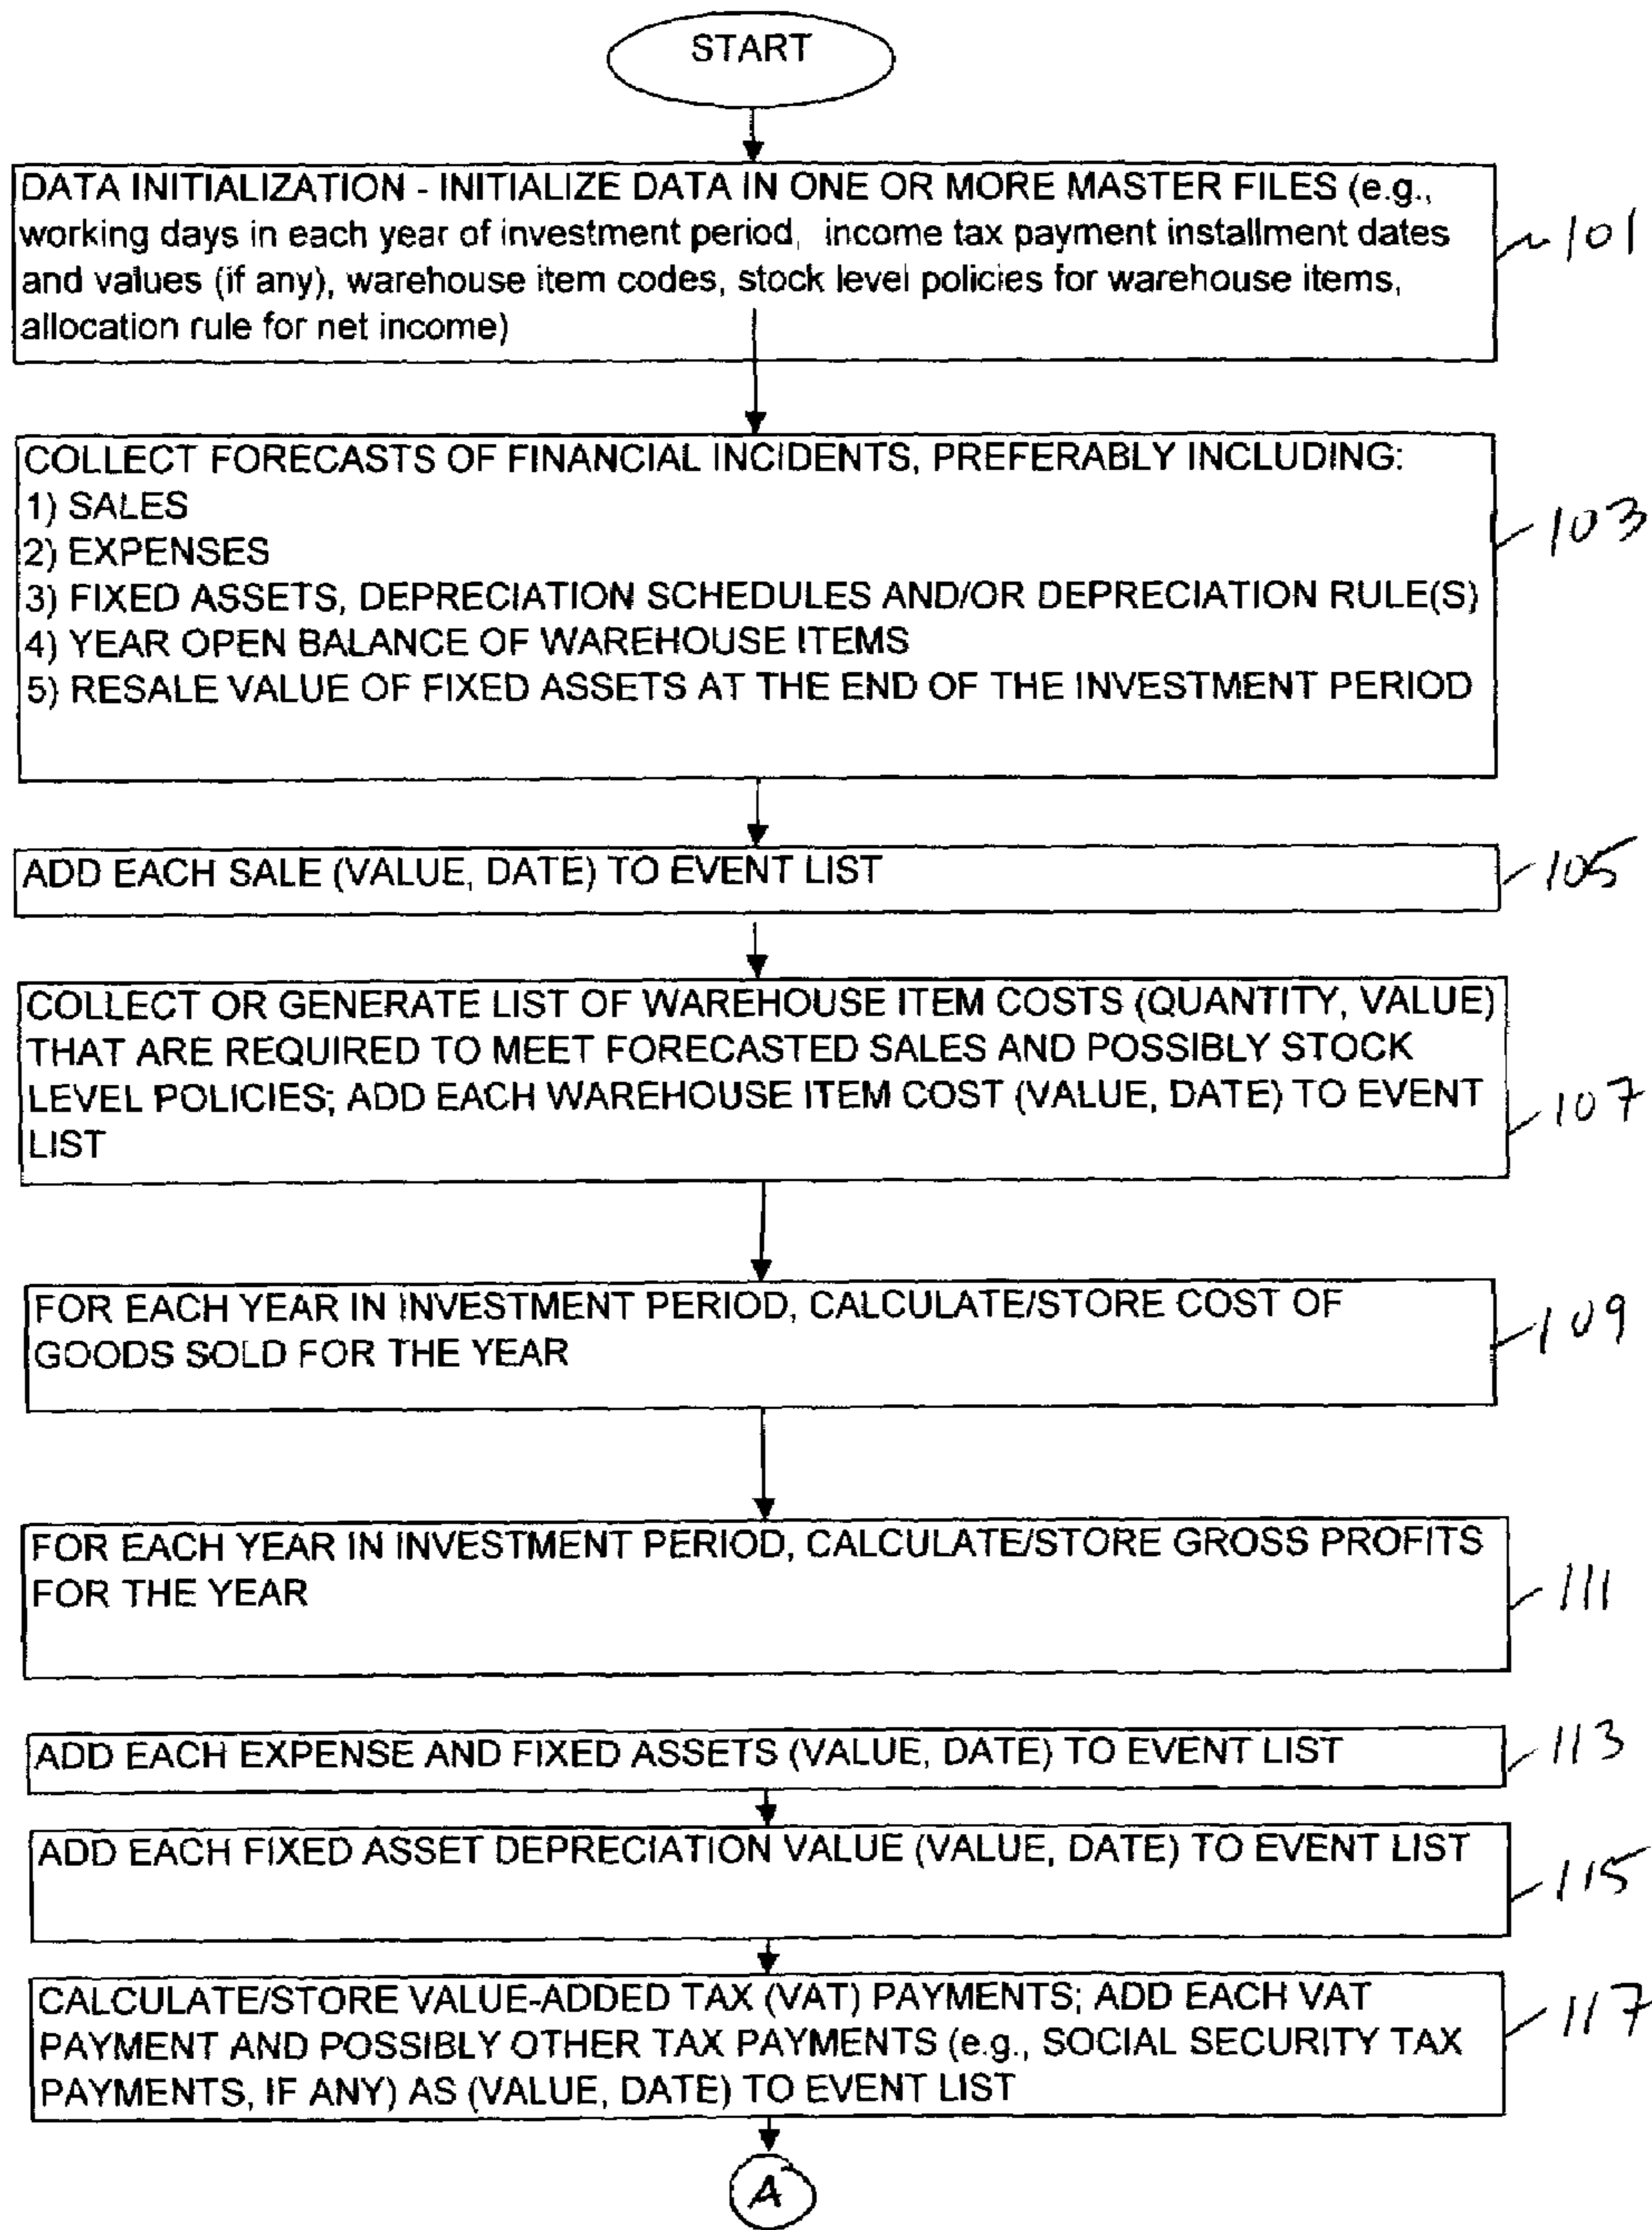 START
DATA INITIALIZATION - INITIALIZE DATA IN ONE OR MORE MASTER FILES (e.g.,
working days in each year of investment period, income tax payment installment dates
and values (if any), warehouse item codes, stock level policies for warehouse items,
allocation rule for net income)
101
COLLECT FORECASTS OF FINANCIAL INCIDENTS, PREFERABLY INCLUDING:
1) SALES
2) EXPENSES
3) FIXED ASSETS, DEPRECIATION SCHEDULES AND/OR DEPRECIATION RULE(S)
4) YEAR OPEN BALANCE OF WAREHOUSE ITEMS
5) RESALE VALUE OF FIXED ASSETS AT THE END OF THE INVESTMENT PERIOD
103
ADD EACH SALE (VALUE, DATE) TO EVENT LIST
105
COLLECT OR GENERATE LIST OF WAREHOUSE ITEM COSTS (QUANTITY, VALUE)
THAT ARE REQUIRED TO MEET FORECASTED SALES AND POSSIBLY STOCK
LEVEL POLICIES; ADD EACH WAREHOUSE ITEM COST (VALUE, DATE) TO EVENT
LIST
107
FOR EACH YEAR IN INVESTMENT PERIOD, CALCULATE/STORE COST OF
GOODS SOLD FOR THE YEAR
109
FOR EACH YEAR IN INVESTMENT PERIOD, CALCULATE/STORE GROSS PROFITS
FOR THE YEAR
111
ADD EACH EXPENSE AND FIXED ASSETS (VALUE, DATE) TO EVENT LIST
113
ADD EACH FIXED ASSET DEPRECIATION VALUE (VALUE, DATE) TO EVENT LIST
115
CALCULATE/STORE VALUE-ADDED TAX (VAT) PAYMENTS; ADD EACH VAT
PAYMENT AND POSSIBLY OTHER TAX PAYMENTS (e.g., SOCIAL SECURITY TAX
PAYMENTS, IF ANY) AS (VALUE, DATE) TO EVENT LIST
117
A